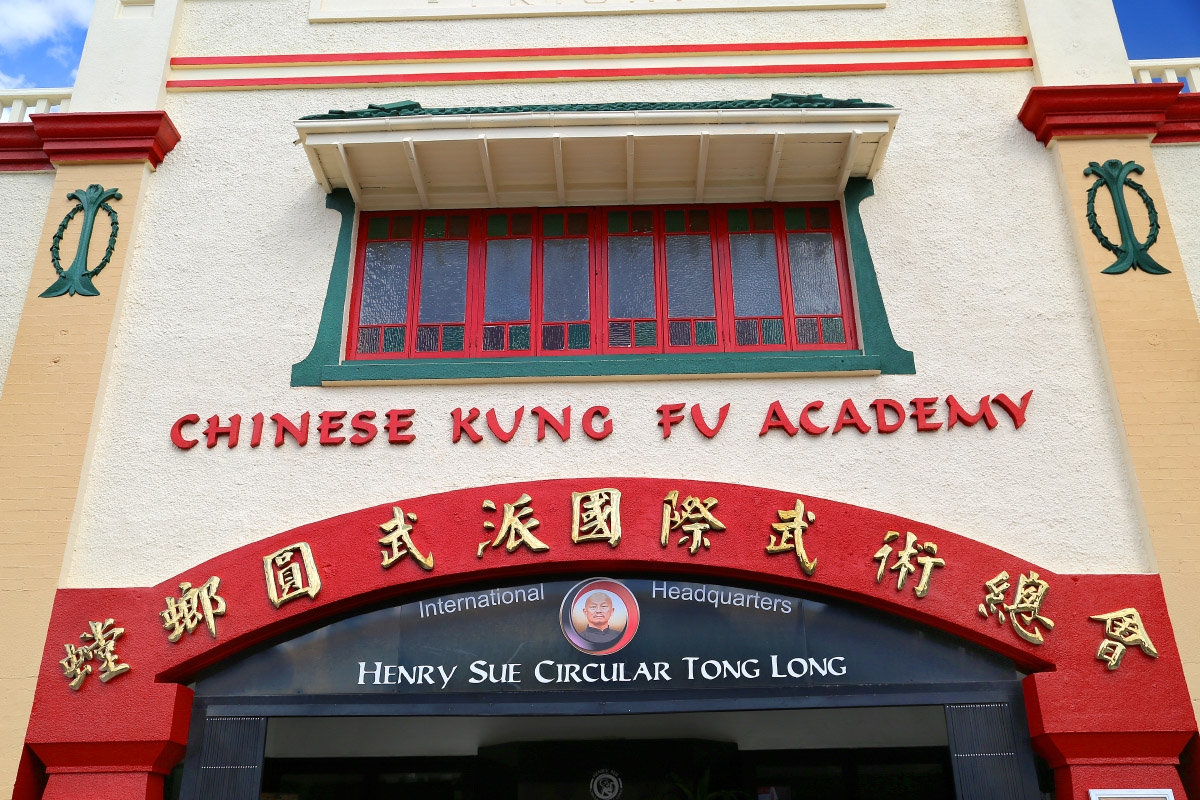 CHINESE KUNG FU ACADEMY
螳螂圓武派國際武術總會
International Headquarters
HENRY SUE CIRCULAR TONG LONG